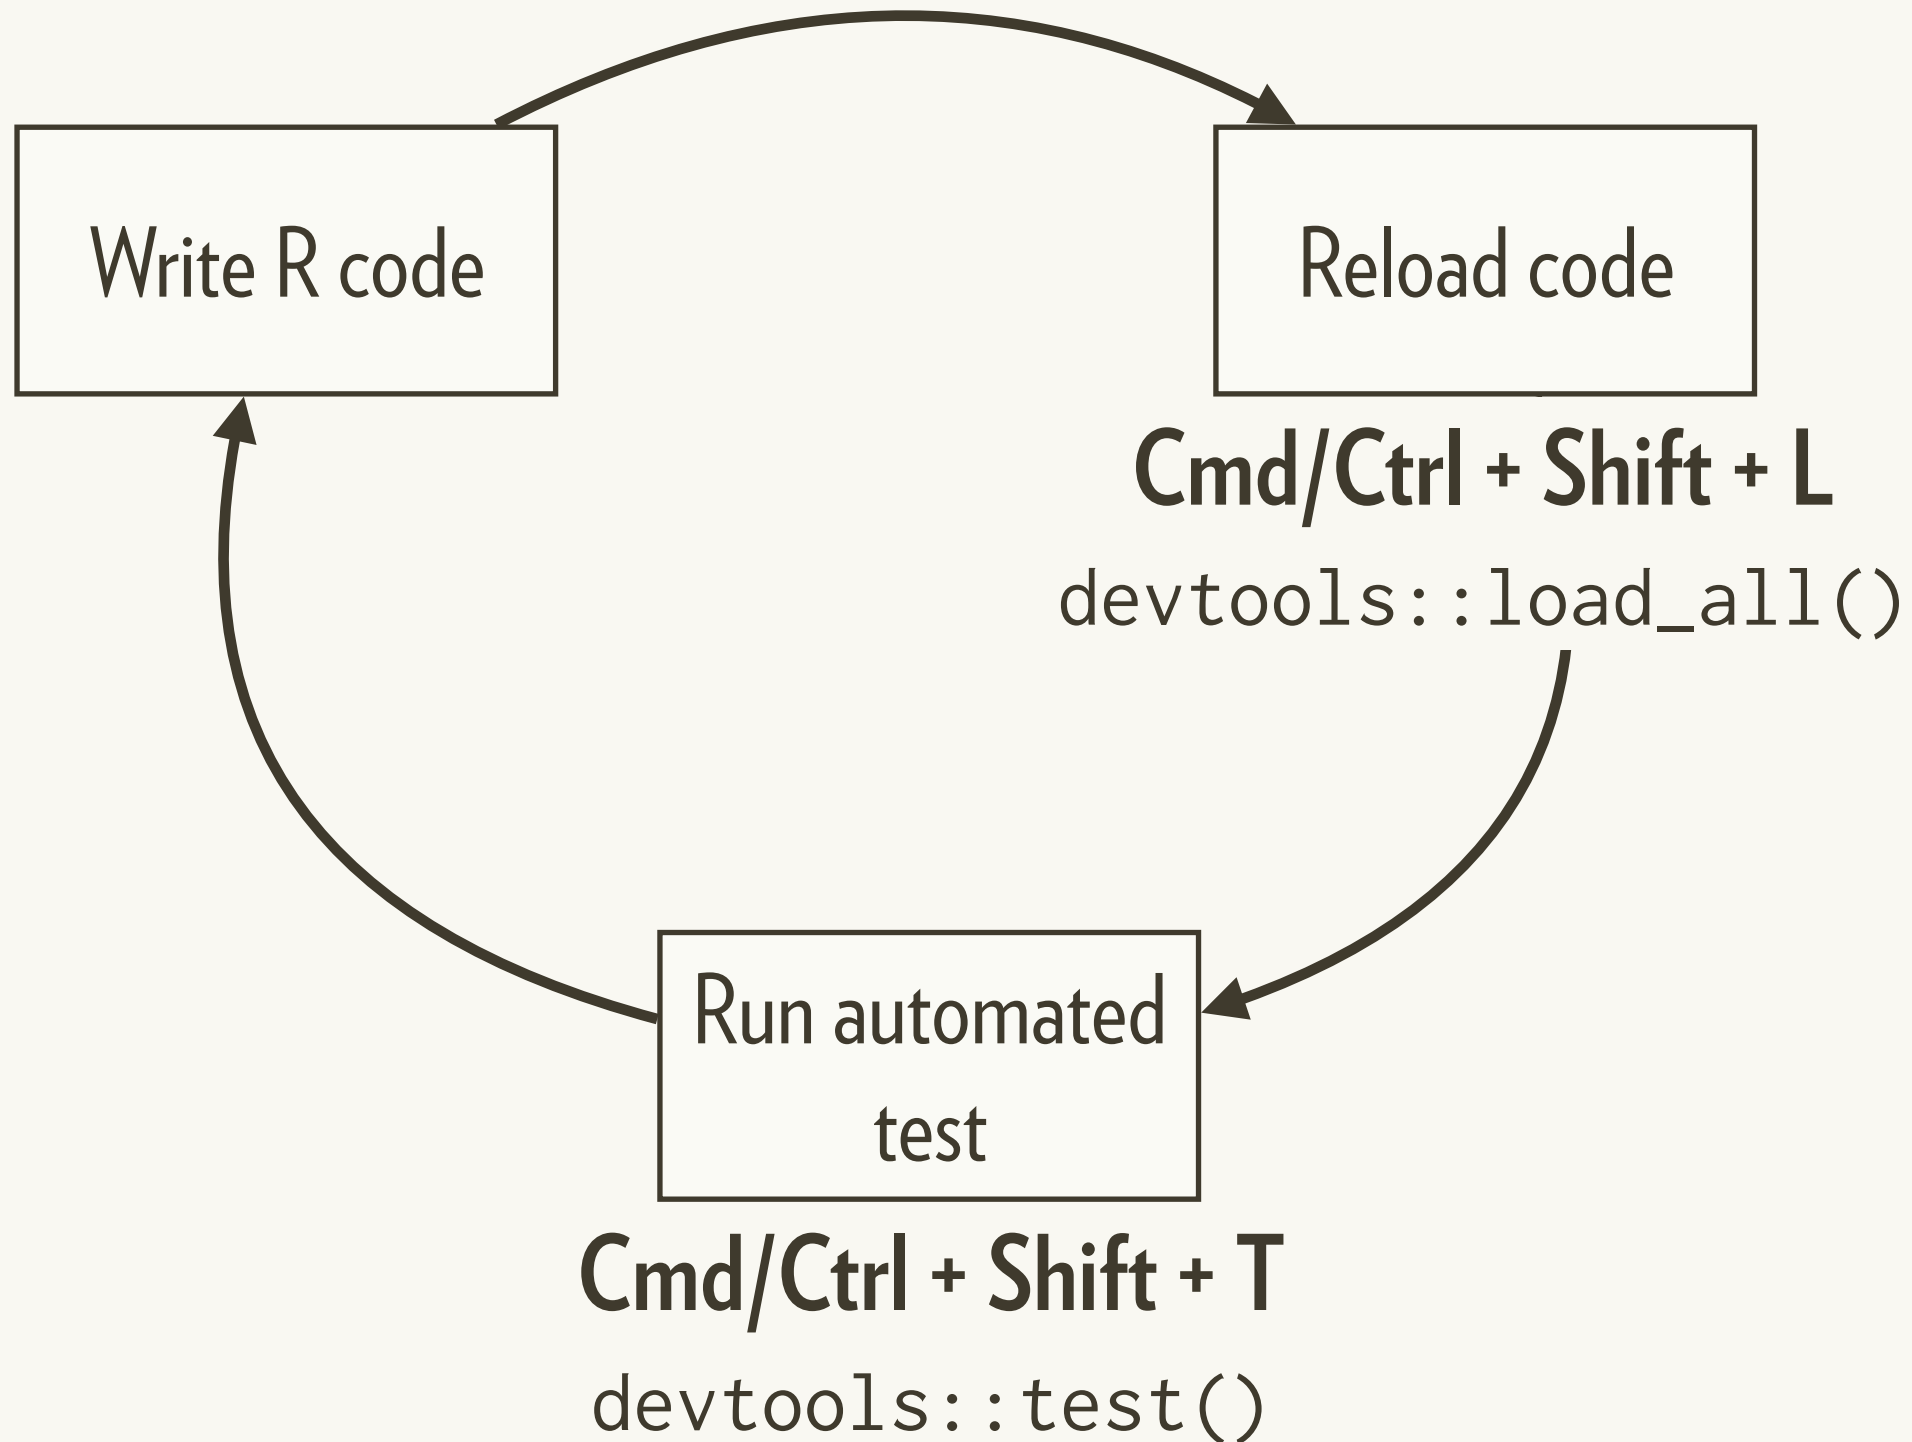 Write R code
Reload code
Cmd/Ctrl + Shift + L
devtools::load_all()
Run automated
test
Cmd/Ctrl + Shift + T
devtools::test()